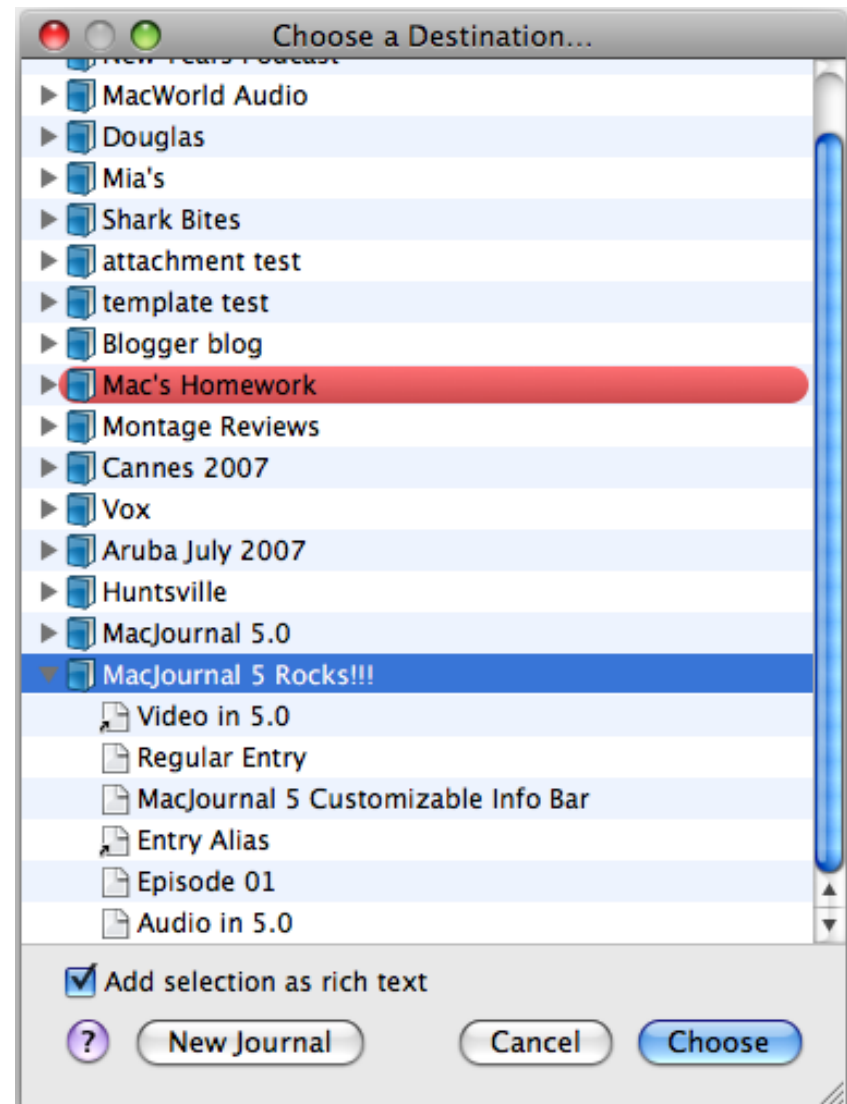 Choose a Destination...
New Years Podcast
MacWorld Audio
Douglas
Mia's
Shark Bites
attachment test
template test
Blogger blog
Mac's Homework
Montage Reviews
Cannes 2007
Vox
Aruba July 2007
Huntsville
MacJournal 5.0
MacJournal 5 Rocks!!!
Video in 5.0
Regular Entry
MacJournal 5 Customizable Info Bar
Entry Alias
Episode 01
Audio in 5.0
Add selection as rich text
? New Journal Cancel Choose